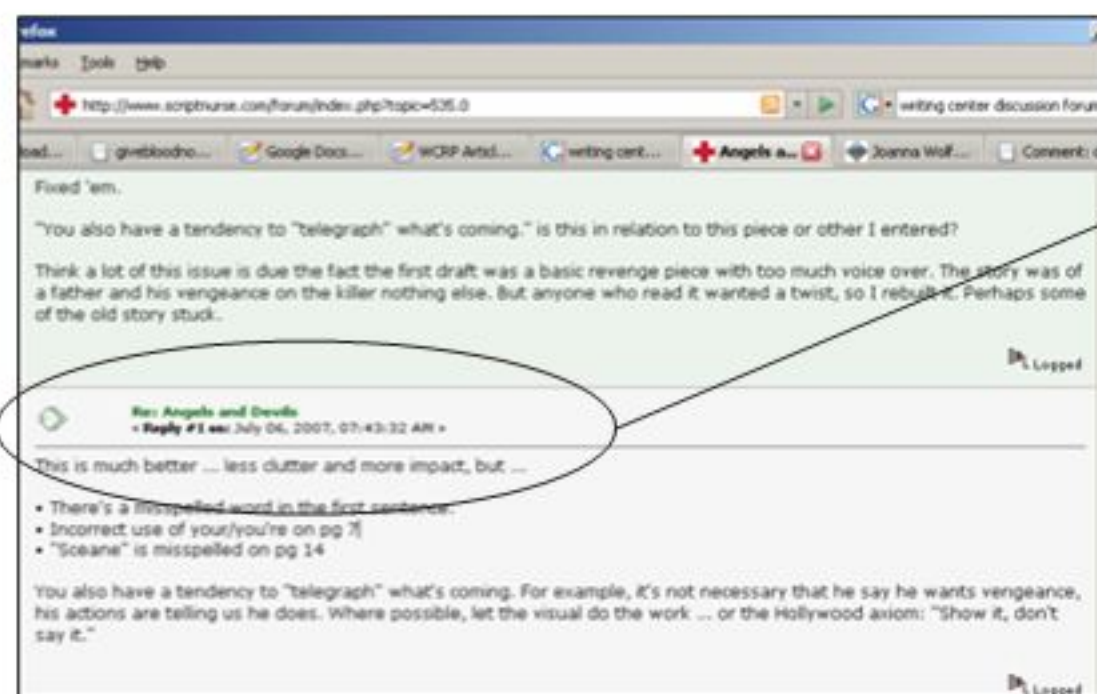 efox
marks Tools Help
http://www.scriptnurse.com/forum/index.php?topic=535.0 writing center discussion forum
oad... givebloodno... Google Docs... WCRP Articl... writing cent... Angels a... Joanna Wolf... Comment: c
Fixed 'em.
"You also have a tendency to "telegraph" what's coming." is this in relation to this piece or other I entered?
Think a lot of this issue is due the fact the first draft was a basic revenge piece with too much voice over. The story was of
a father and his vengeance on the killer nothing else. But anyone who read it wanted a twist, so I rebuilt it. Perhaps some
of the old story stuck.
Logged
Re: Angels and Devils
« Reply #1 on: July 06, 2007, 07:43:32 AM »
This is much better ... less clutter and more impact, but ...
• There's a misspelled word in the first sentence.
• Incorrect use of your/you're on pg 7
• "Sceane" is misspelled on pg 14
You also have a tendency to "telegraph" what's coming. For example, it's not necessary that he say he wants vengeance,
his actions are telling us he does. Where possible, let the visual do the work ... or the Hollywood axiom: "Show it, don't
say it."
Logged